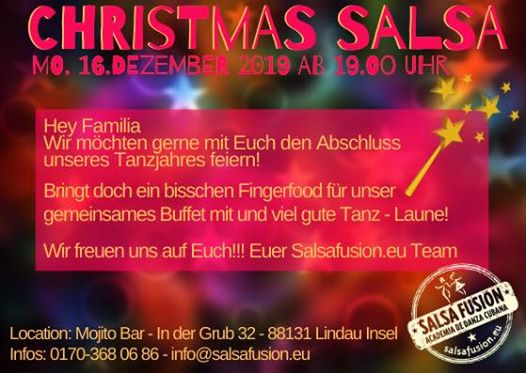 CHRISTMAS SALSA
MO. 16.DEZEMBER 2019 AB 19.00 UHR
Hey Familia
Wir möchten gerne mit Euch den Abschluss
unseres Tanzjahres feiern!
Bringt doch ein bisschen Fingerfood für unser
gemeinsames Buffet mit und viel gute Tanz - Laune!
Wir freuen uns auf Euch!!! Euer Salsafusion.eu Team
SALSA FUSION
ACADEMIA DE DANZA CUBANA
salsafusion.eu
Location: Mojito Bar - In der Grub 32 - 88131 Lindau Insel
Infos: 0170-368 06 86 - info@salsafusion.eu